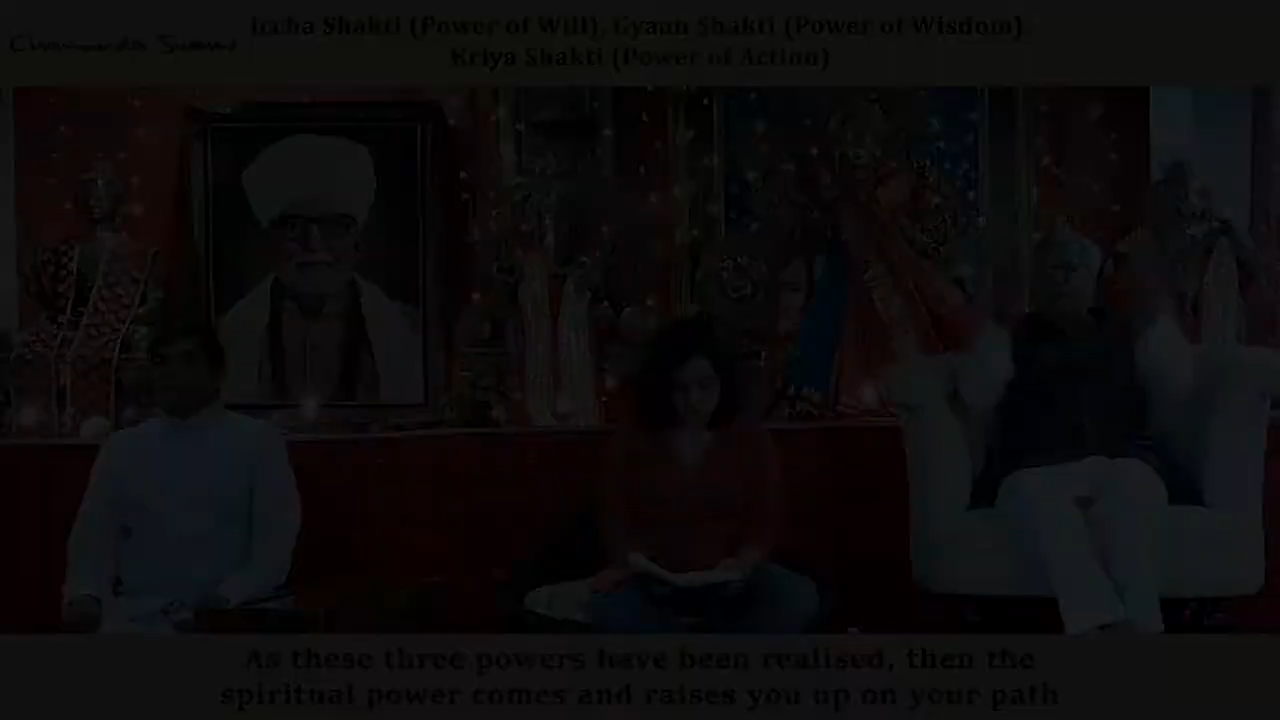 Iccha Shakti (Power of Will), Gyaan Shakti (Power of Wisdom),
Kriya Shakti (Power of Action)
As these three powers have been realised, then the
spiritual power comes and raises you up on your path